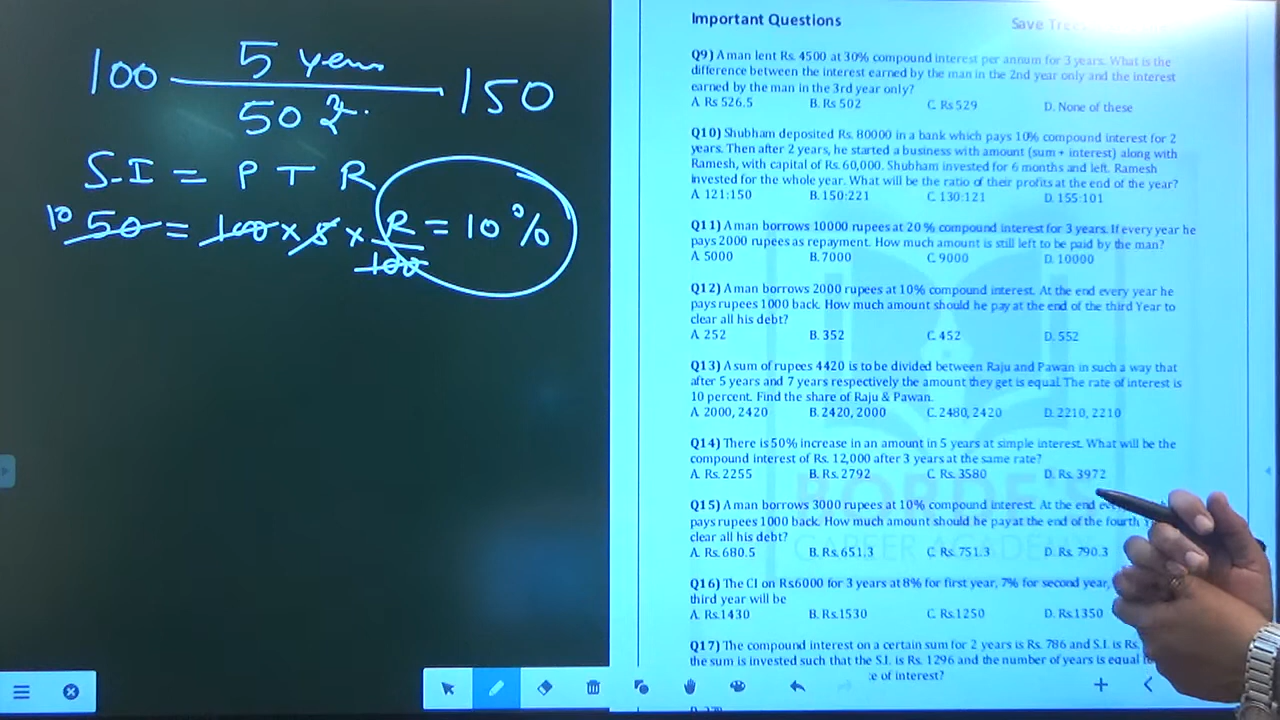 100 5 years 150
50 ₹.
S.I = P T R
10 50 = 100 × 5 × R/100 = 10%
Important Questions
Save
Q9) A man lent Rs. 4500 at 30% compound interest per annum for 3 years. What is the
difference between the interest earned by the man in the 2nd year only and the interest
earned by the man in the 3rd year only?
A. Rs 526.5 B. Rs 502 C. Rs 529 D. None of these
Q10) Shubham deposited Rs. 80000 in a bank which pays 10% compound interest for 2
years. Then after 2 years, he started a business with amount (sum + interest) along with
Ramesh, with capital of Rs. 60,000. Shubham invested for 6 months and left. Ramesh
invested for the whole year. What will be the ratio of their profits at the end of the year?
A 121:150 B. 150:221 C. 130:121 D. 155:101
Q11) A man borrows 10000 rupees at 20% compound interest for 3 years. If every year he
pays 2000 rupees as repayment. How much amount is still left to be paid by the man?
A. 5000 B. 7000 C. 9000 D. 10000
Q12) A man borrows 2000 rupees at 10% compound interest. At the end every year he
pays rupees 1000 back. How much amount should he pay at the end of the third Year to
clear all his debt?
A. 252 B. 352 C. 452 D. 552
Q13) A sum of rupees 4420 is to be divided between Raju and Pawan in such a way that
after 5 years and 7 years respectively the amount they get is equal. The rate of interest is
10 percent. Find the share of Raju & Pawan.
A. 2000, 2420 B. 2420, 2000 C. 2480, 2420 D. 2210, 2210
Q14) There is 50% increase in an amount in 5 years at simple interest. What will be the
compound interest of Rs. 12,000 after 3 years at the same rate?
A. Rs. 2255 B. Rs. 2792 C. Rs. 3580 D. Rs. 3972
Q15) A man borrows 3000 rupees at 10% compound interest. At the end
pays rupees 1000 back. How much amount should he pay at the end of the fourth
clear all his debt?
A. Rs. 680.5 B. Rs. 651.3 C. Rs. 751.3 D. Rs. 790.3
CAREER ACADEMY
Q16) The CI on Rs6000 for 3 years at 8% for first year, 7% for second year,
third year will be
A. Rs.1430 B. Rs.1530 C. Rs.1250 D. Rs.1350
Q17) The compound interest on a certain sum for 2 years is Rs. 786 and S.I. is Rs.
the sum is invested such that the S.I. is Rs. 1296 and the number of years is equal
of interest?